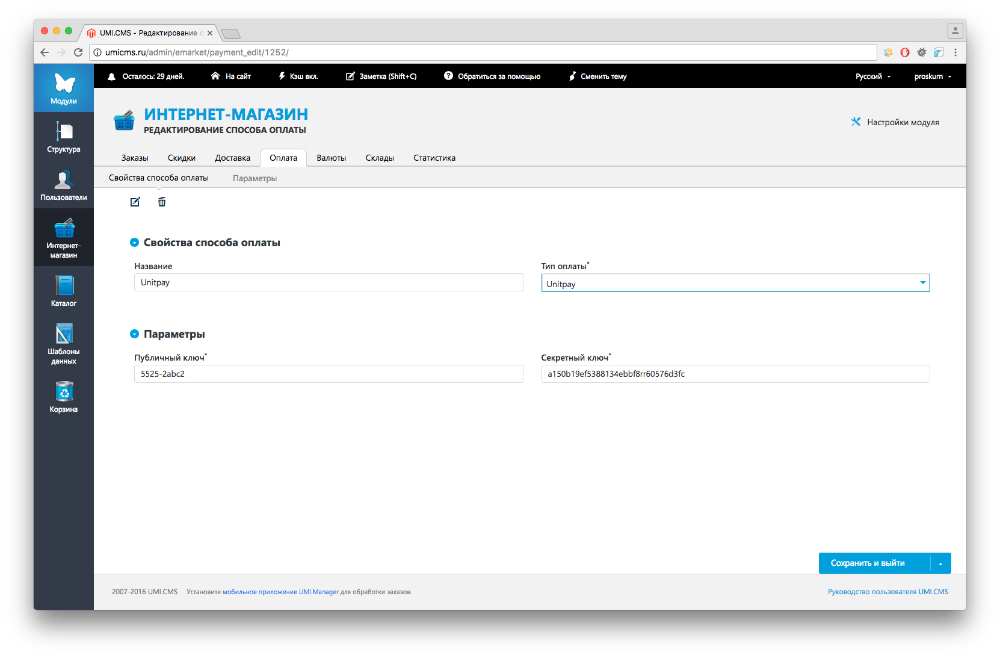 UMI.CMS - Редактирование с
umicms.ru/admin/emarket/payment_edit/1252/
Модули
Осталось: 29 дней.
На сайт
Кэш вкл.
Заметка (Shift+C)
Обратиться за помощью
Сменить тему
Русский
proskum
ИНТЕРНЕТ-МАГАЗИН
РЕДАКТИРОВАНИЕ СПОСОБА ОПЛАТЫ
Настройки модуля
Структура
Пользователи
Интернет-
магазин
Каталог
Шаблоны
данных
Корзина
Заказы
Скидки
Доставка
Оплата
Валюты
Склады
Статистика
Свойства способа оплаты
Параметры
Свойства способа оплаты
Название
Тип оплаты*
Unitpay
Unitpay
Параметры
Публичный ключ*
Секретный ключ*
5525-2abc2
a150b19ef5388134ebbf8rr60576d3fc
Сохранить и выйти
2007-2016 UMI.CMS
Установите мобильное приложение UMI.Manager для обработки заказов.
Руководство пользователя UMI.CMS